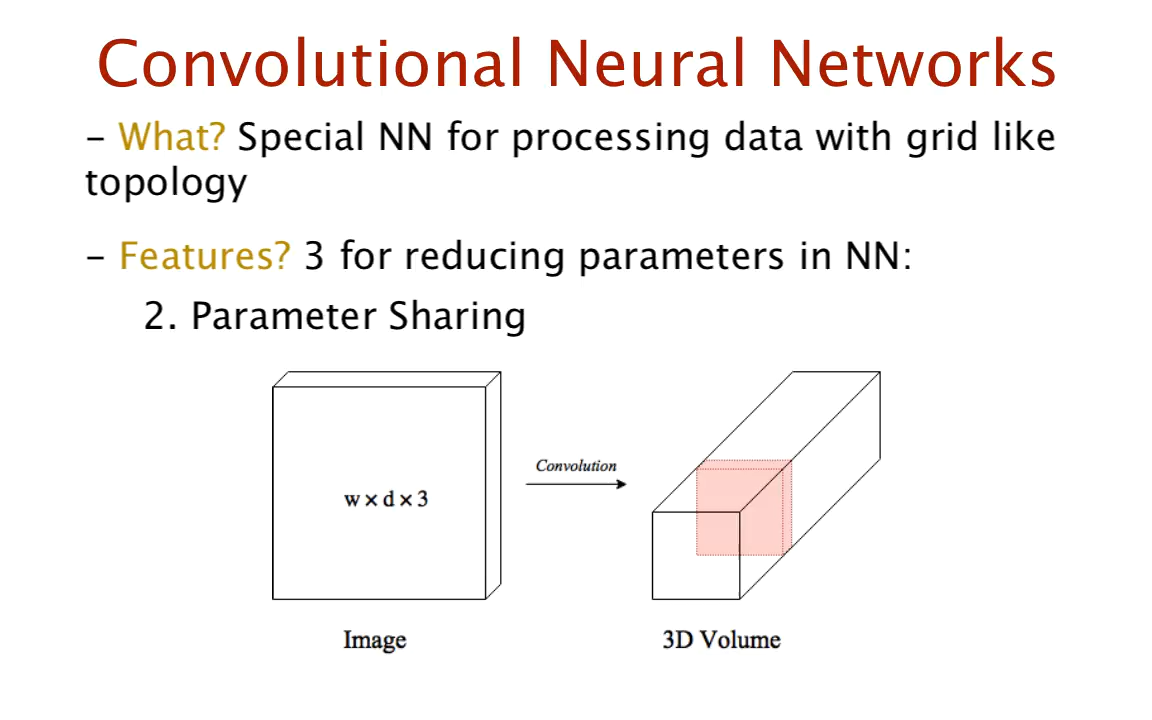 Convolutional Neural Networks
– What? Special NN for processing data with grid like
topology
– Features? 3 for reducing parameters in NN:
2. Parameter Sharing
Convolution
w × d × 3
Image
3D Volume